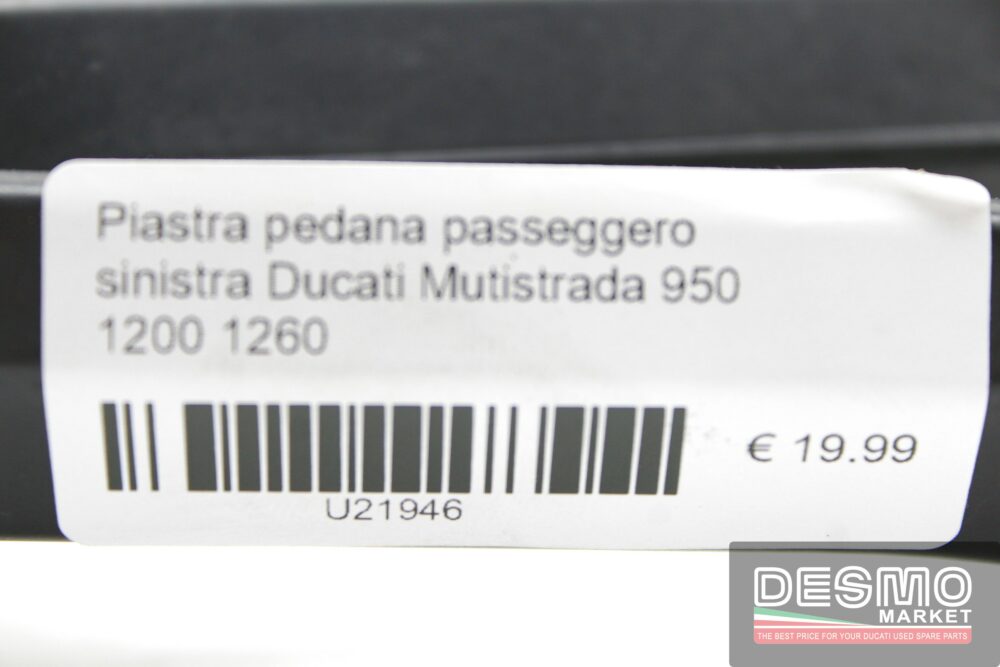 Piastra pedana passeggero
sinistra Ducati Mutistrada 950
1200 1260
€ 19.99
U21946
DESMO
MARKET
THE BEST PRICE FOR YOUR DUCATI USED SPARE PARTS